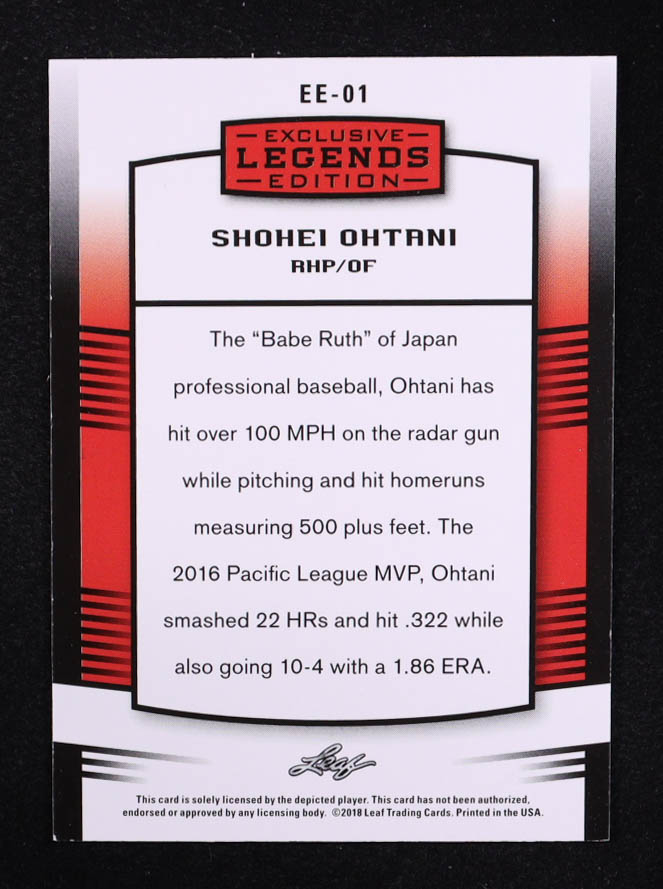 EE-01
EXCLUSIVE
LEGENDS
EDITION
SHOHEI OHTANI
RHP/OF
The “Babe Ruth” of Japan
professional baseball, Ohtani has
hit over 100 MPH on the radar gun
while pitching and hit homeruns
measuring 500 plus feet. The
2016 Pacific League MVP, Ohtani
smashed 22 HRs and hit .322 while
also going 10-4 with a 1.86 ERA.
Leaf
This card is solely licensed by the depicted player. This card has not been authorized,
endorsed or approved by any licensing body. ©2018 Leaf Trading Cards. Printed in the USA.